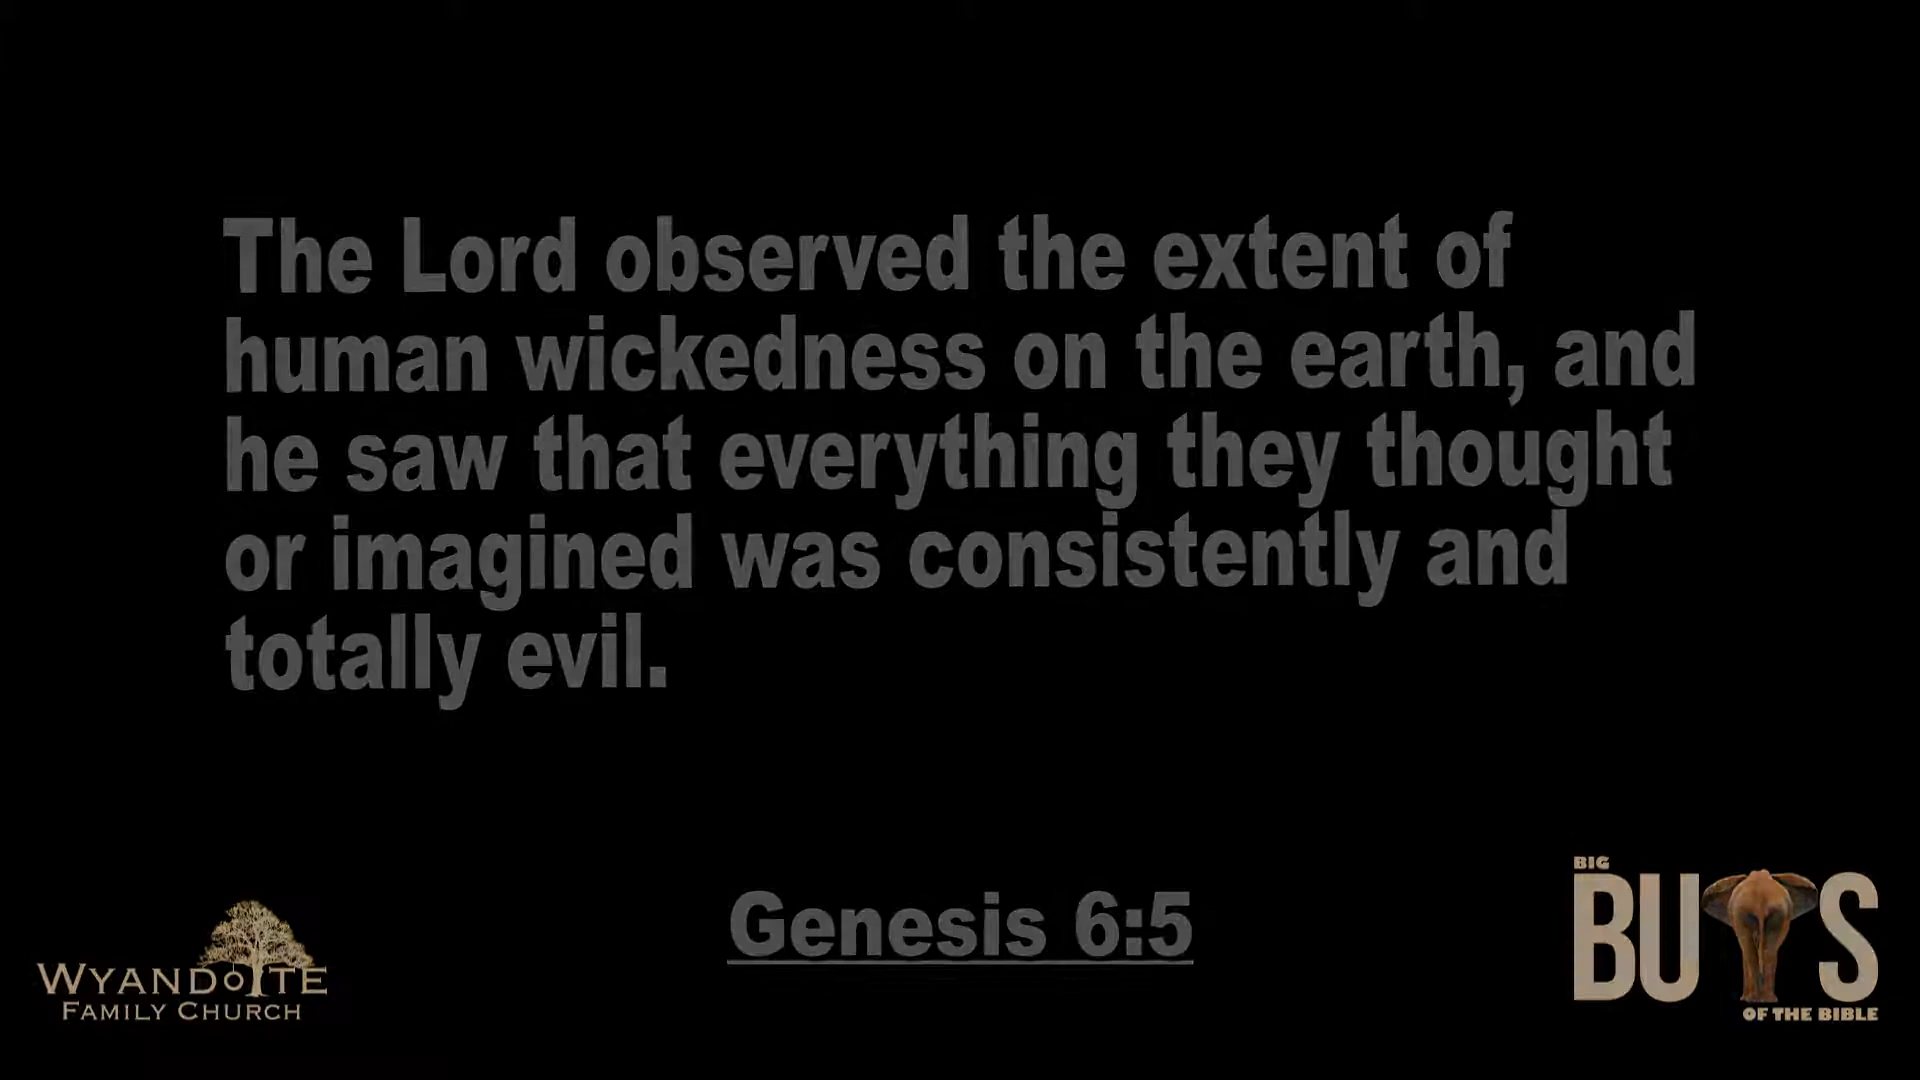 The Lord observed the extent of
human wickedness on the earth, and
he saw that everything they thought
or imagined was consistently and
totally evil.
Genesis 6:5
WYANDOTTE
FAMILY CHURCH
BIG
BUTS
OF THE BIBLE